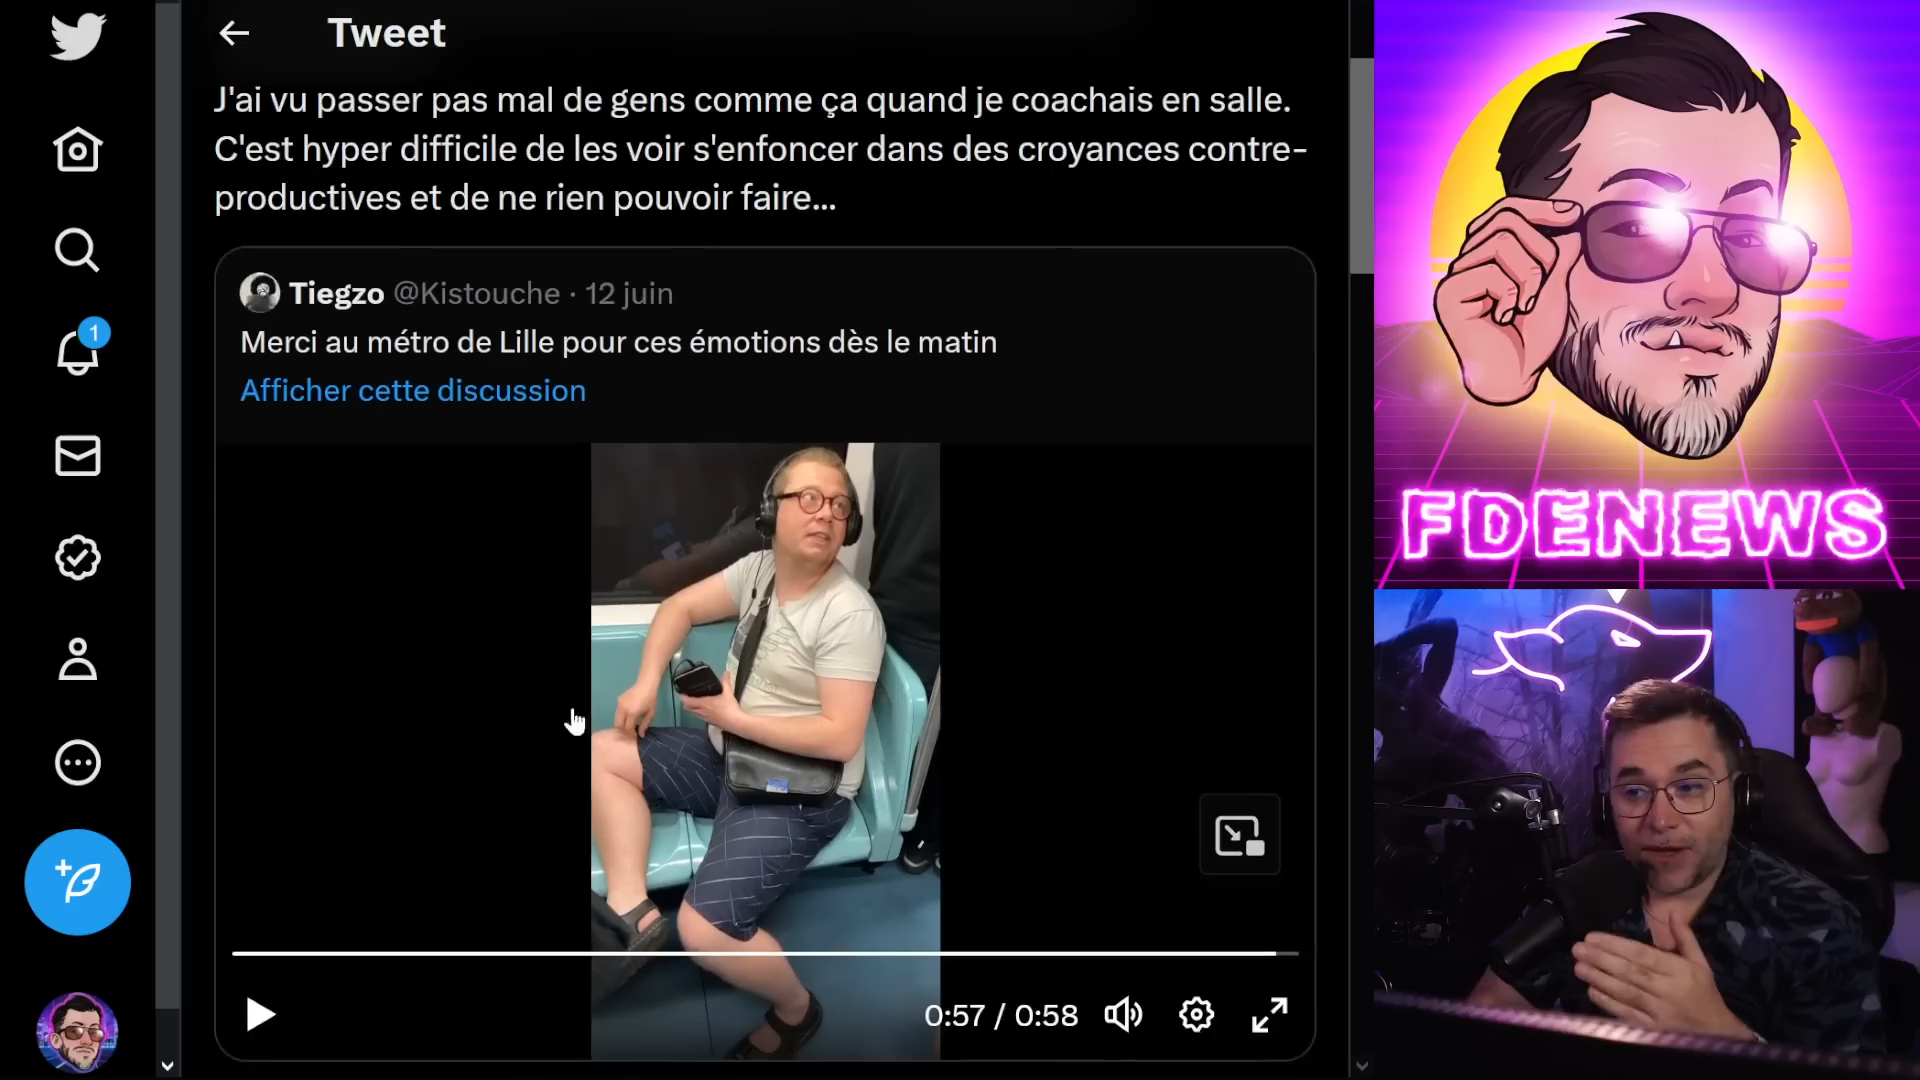 Tweet
J'ai vu passer pas mal de gens comme ça quand je coachais en salle.
C'est hyper difficile de les voir s'enfoncer dans des croyances contre-
productives et de ne rien pouvoir faire...
Tiegzo @Kistouche · 12 juin
Merci au métro de Lille pour ces émotions dès le matin
Afficher cette discussion
1
0:57 / 0:58
FDENEWS